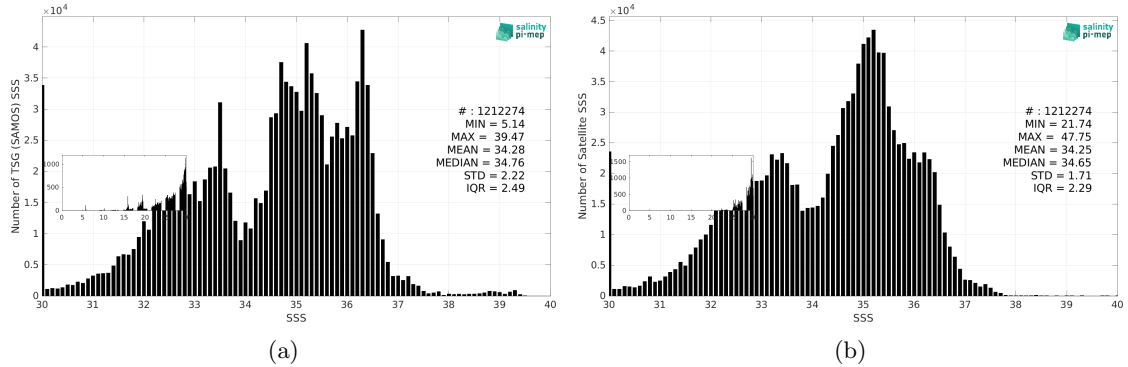 ×10⁴
4
3.5
3
2.5
2
1.5
1
0.5
0
Number of TSG (SAMOS) SSS
salinity
pi-mep
# : 1212274
MIN = 5.14
MAX = 39.47
MEAN = 34.28
MEDIAN = 34.76
STD = 2.22
IQR = 2.49
1000
500
0
0 5 10 15 20 25 30
30 31 32 33 34 35 36 37 38 39 40
SSS
(a)
×10⁴
4.5
4
3.5
3
2.5
2
1.5
1
0.5
0
Number of Satellite SSS
salinity
pi-mep
# : 1212274
MIN = 21.74
MAX = 47.75
MEAN = 34.25
MEDIAN = 34.65
STD = 1.71
IQR = 2.29
1500
1000
500
0
0 5 10 15 20
30 31 32 33 34 35 36 37 38 39 40
SSS
(b)